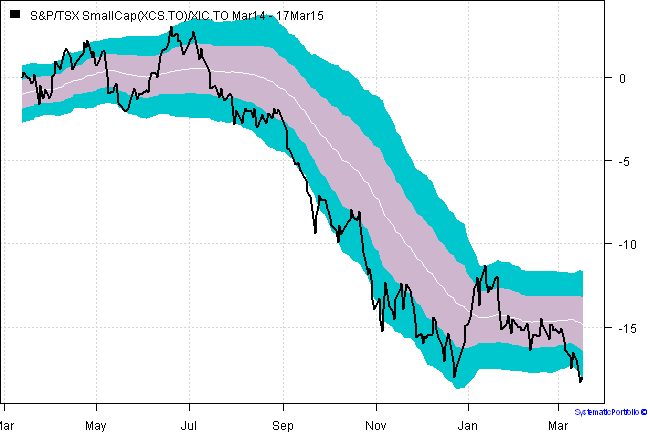 S&P/TSX SmallCap(XCS.TO)/XIC.TO Mar14 - 17Mar15
0
-5
-10
-15
Mar May Jul Sep Nov Jan Mar
SystematicPortfolio ©